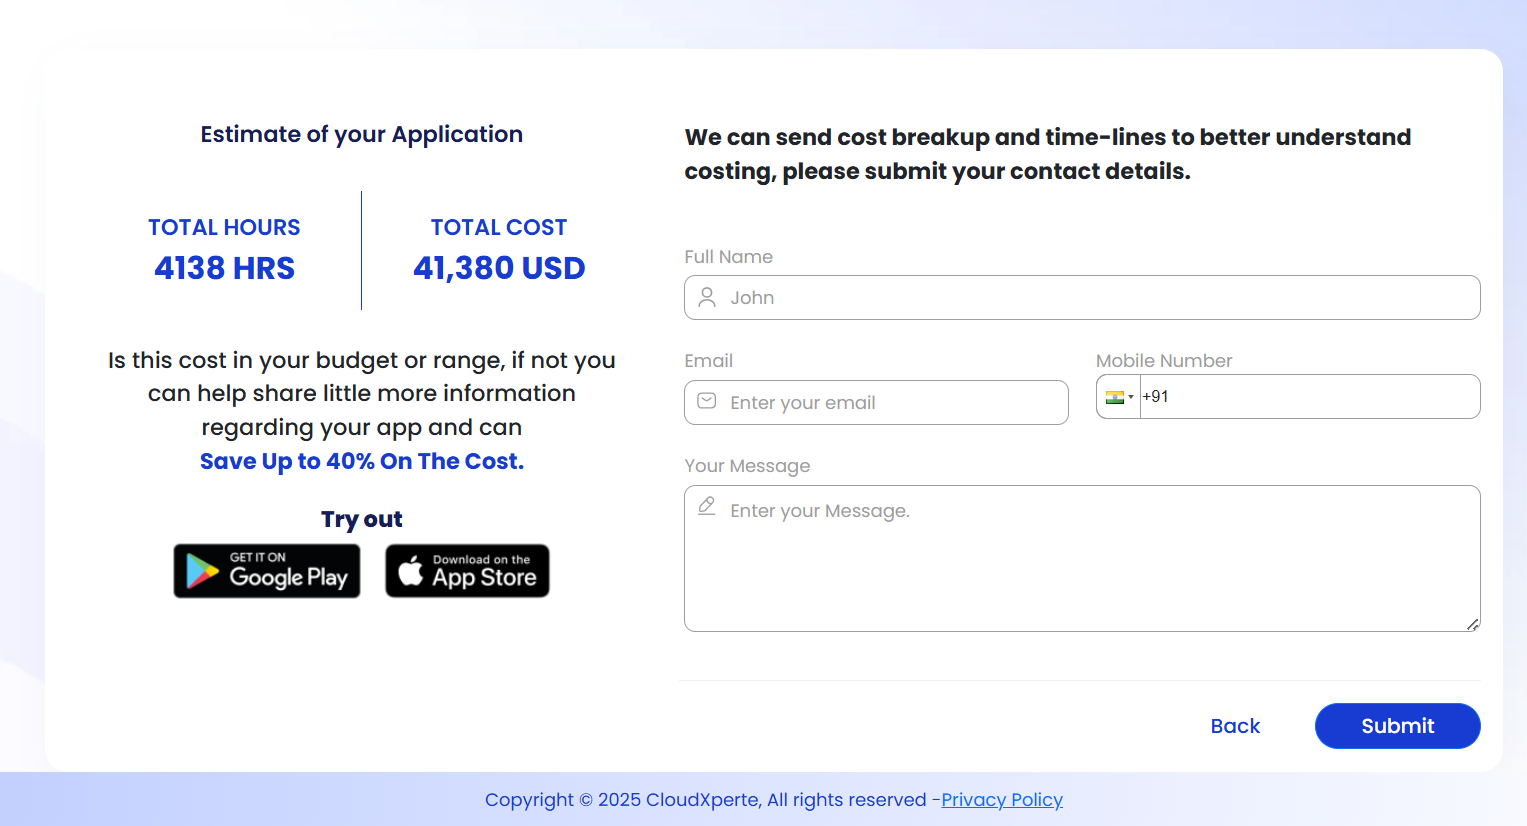 Estimate of your Application
TOTAL HOURS
4138 HRS
TOTAL COST
41,380 USD
Is this cost in your budget or range, if not you
can help share little more information
regarding your app and can
Save Up to 40% On The Cost.
Try out
GET IT ON
Google Play
Download on the
App Store
We can send cost breakup and time-lines to better understand
costing, please submit your contact details.
Full Name
John
Email
Enter your email
Mobile Number
+91
Your Message
Enter your Message.
Back
Submit
Copyright © 2025 CloudXperte, All rights reserved -Privacy Policy